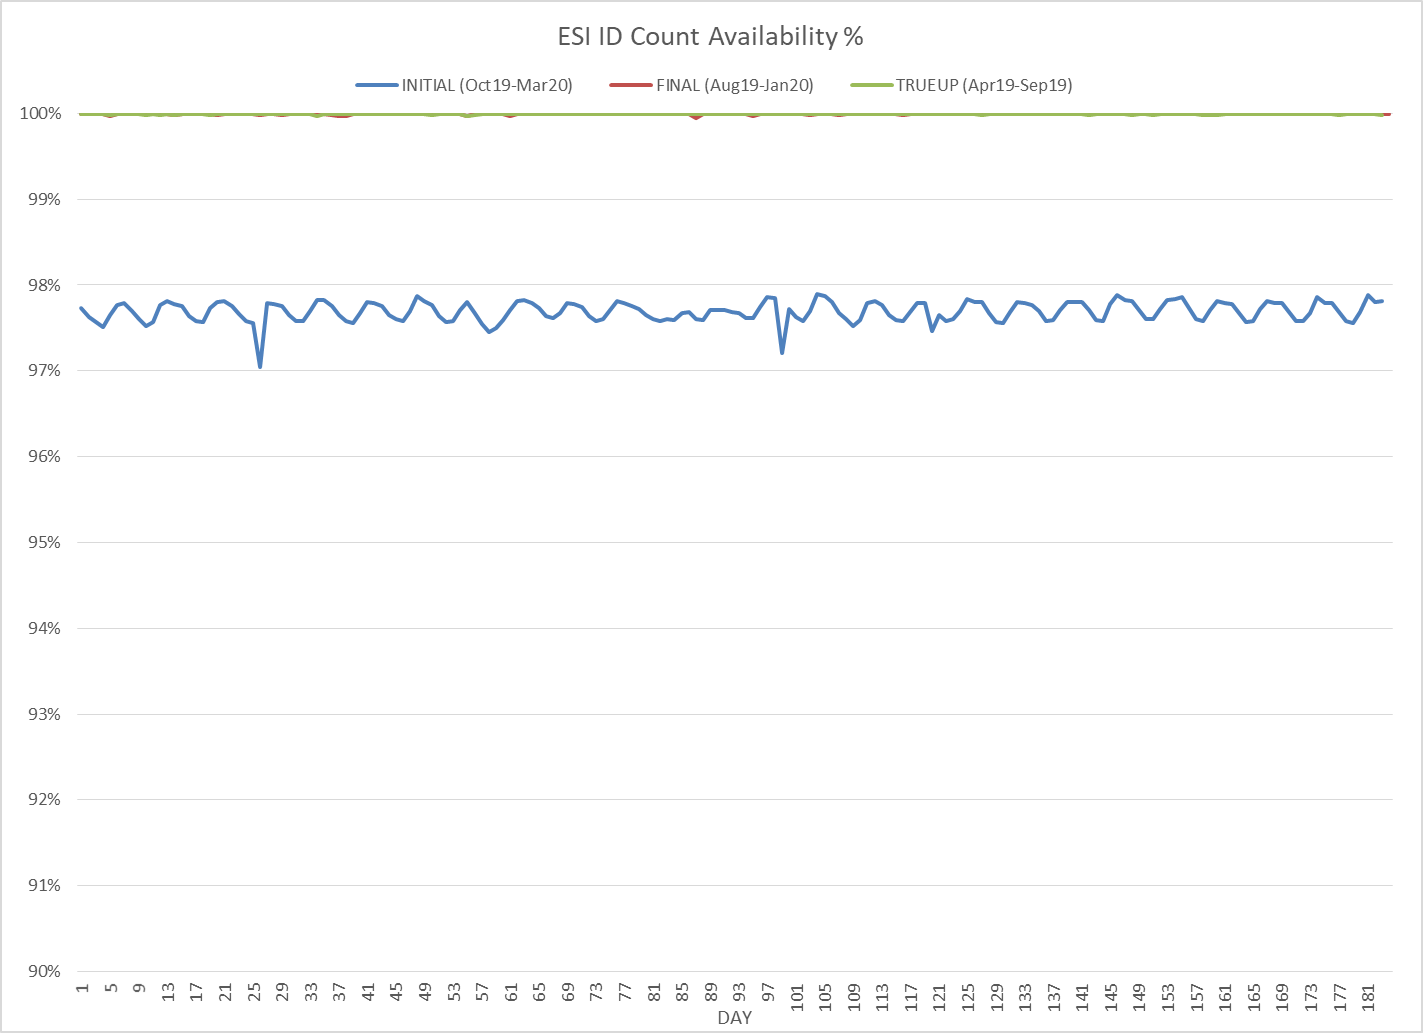 ESI ID Count Availability %
INITIAL (Oct19-Mar20) FINAL (Aug19-Jan20) TRUEUP (Apr19-Sep19)
100%
99%
98%
97%
96%
95%
94%
93%
92%
91%
90%
1 5 9 13 17 21 25 29 33 37 41 45 49 53 57 61 65 69 73 77 81 85 89 93 97 101 105 109 113 117 121 125 129 133 137 141 145 149 153 157 161 165 169 173 177 181
DAY